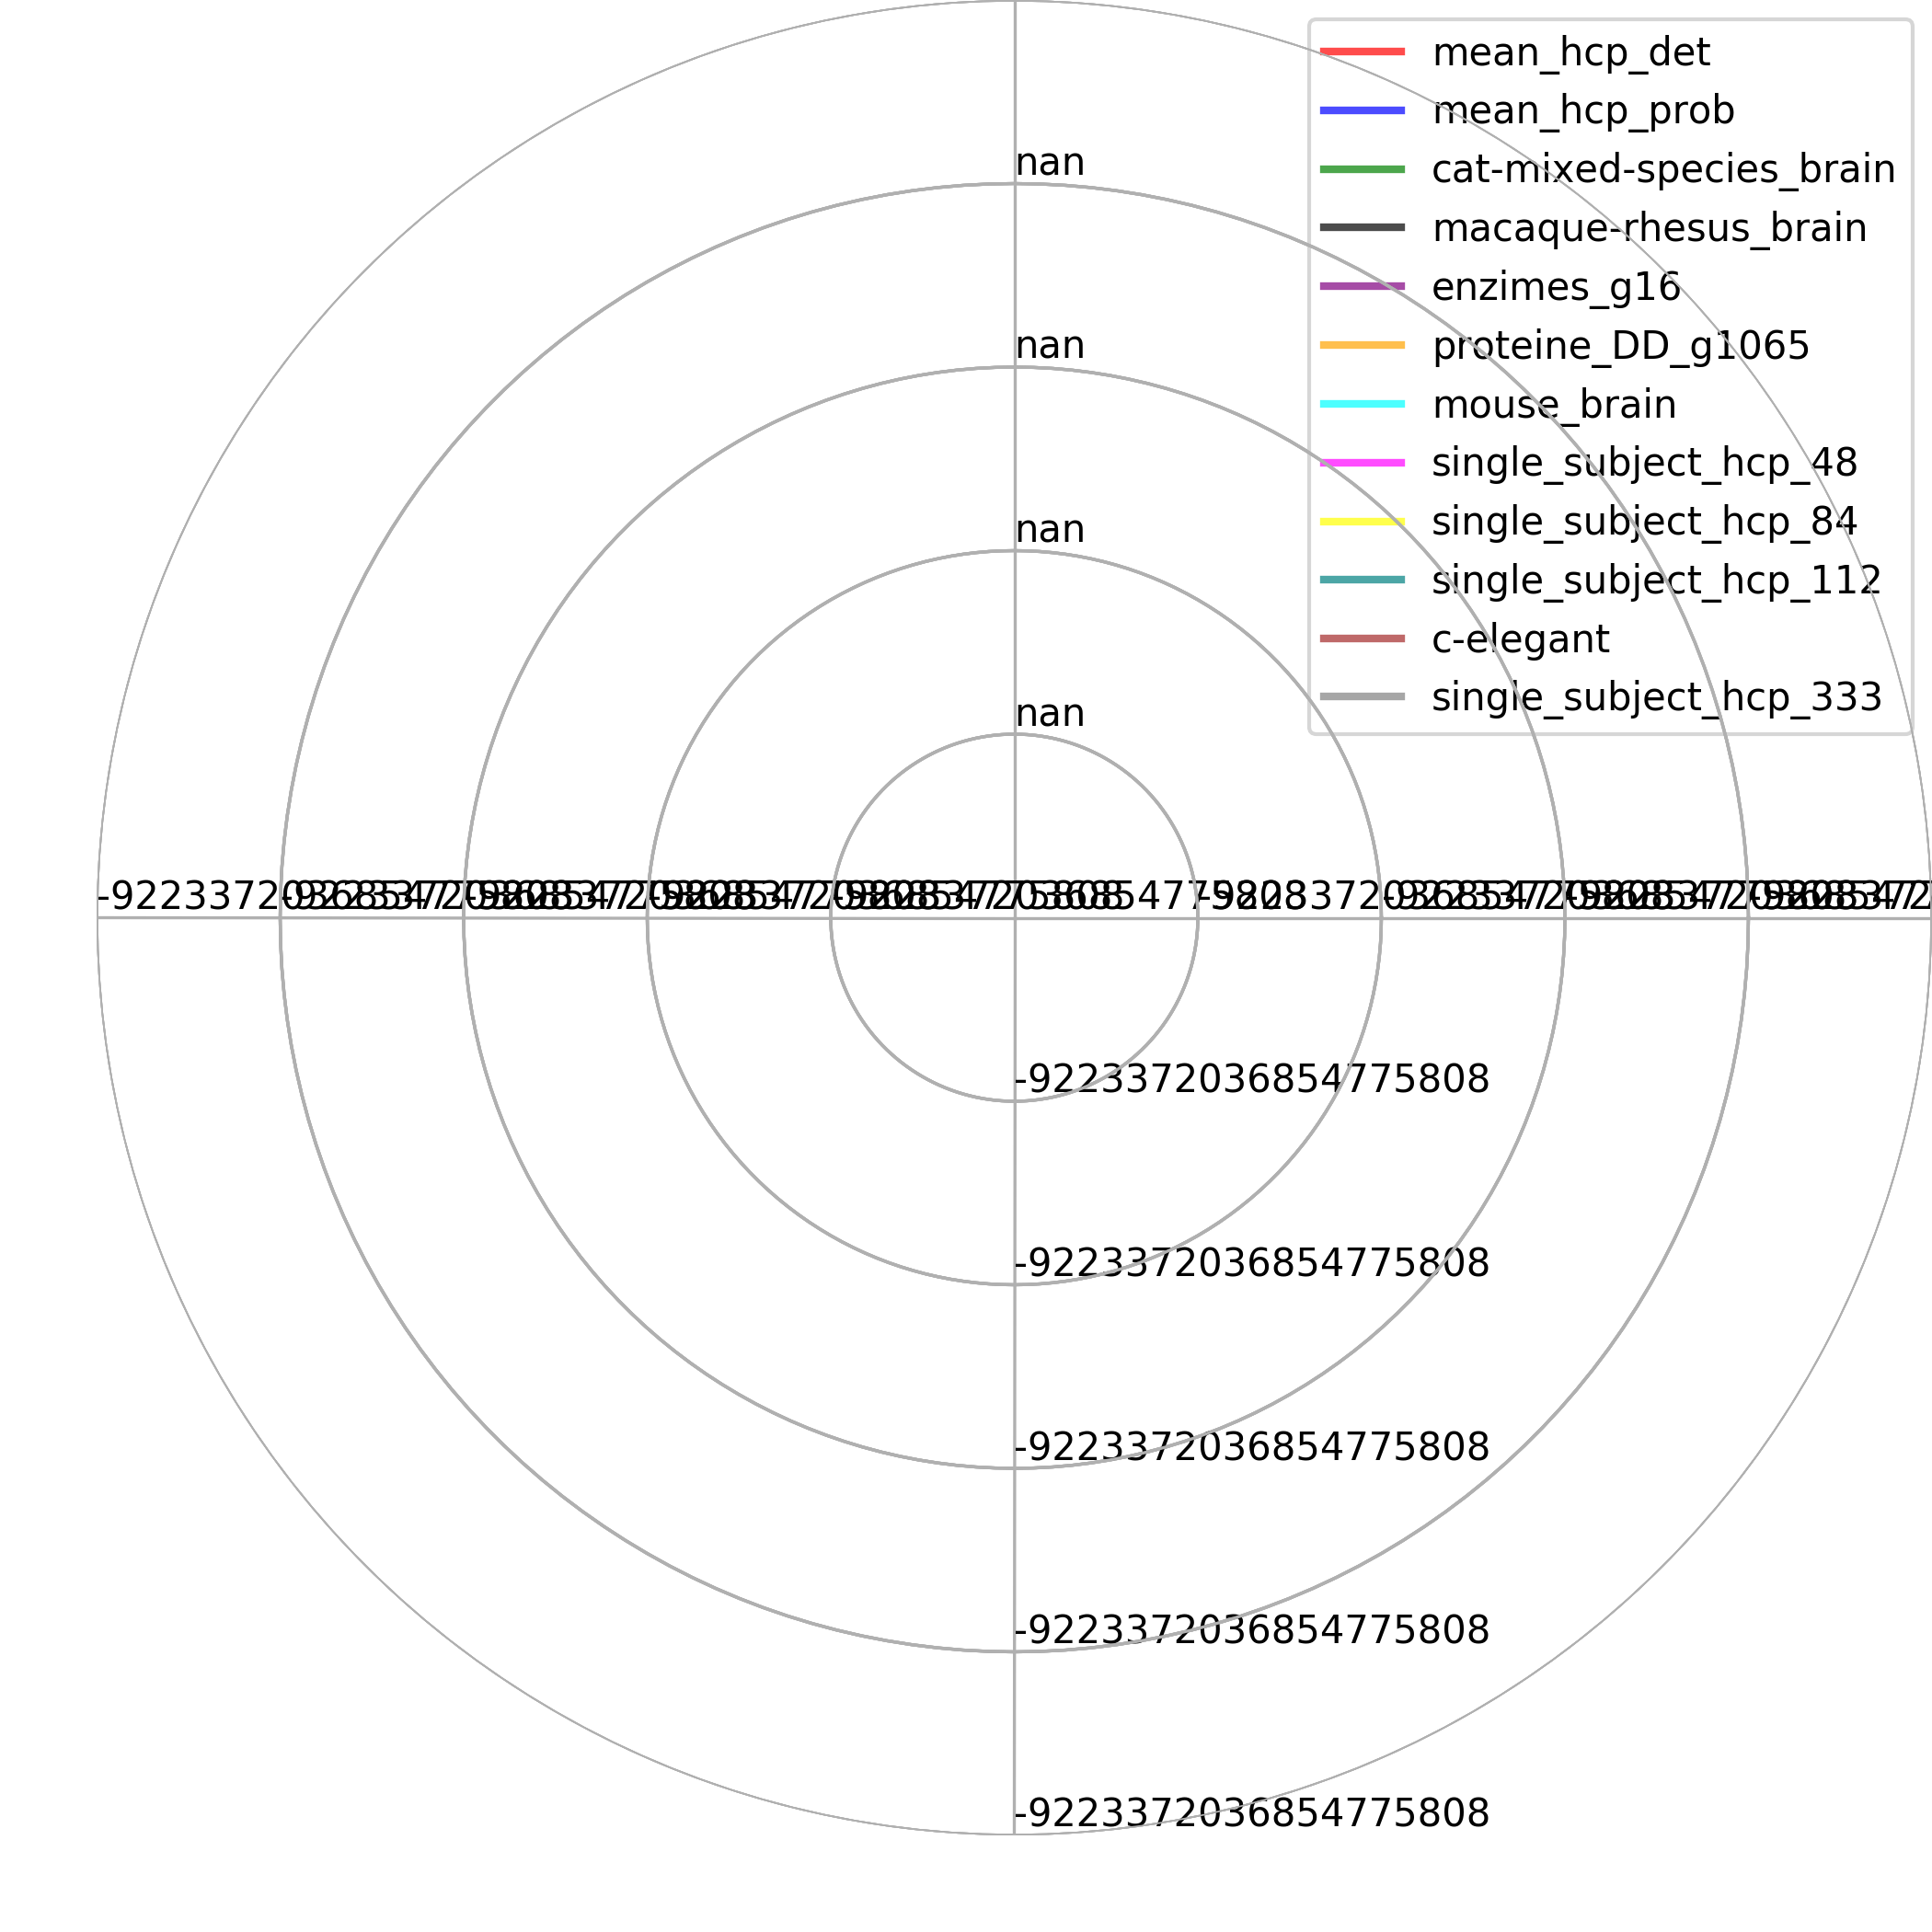 mean_hcp_det
mean_hcp_prob
cat-mixed-species_brain
macaque-rhesus_brain
enzimes_g16
proteine_DD_g1065
mouse_brain
single_subject_hcp_48
single_subject_hcp_84
single_subject_hcp_112
c-elegant
single_subject_hcp_333
nan
nan
nan
nan
-9223372036854775808
-9223372036854775808
-9223372036854775808
-9223372036854775808
-9223372036854775808